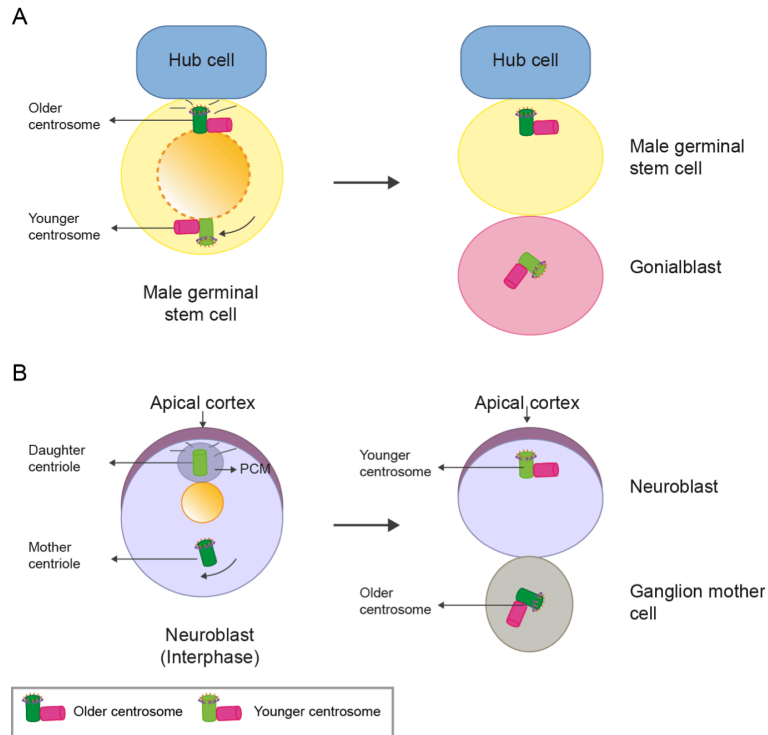 A
Hub cell
Hub cell
Older
centrosome
Younger
centrosome
Male germinal
stem cell
Male germinal
stem cell
Gonialblast
B
Apical cortex
Apical cortex
Daughter
centriole
PCM
Mother
centriole
Neuroblast
(Interphase)
Younger
centrosome
Neuroblast
Older
centrosome
Ganglion mother
cell
Older centrosome
Younger centrosome